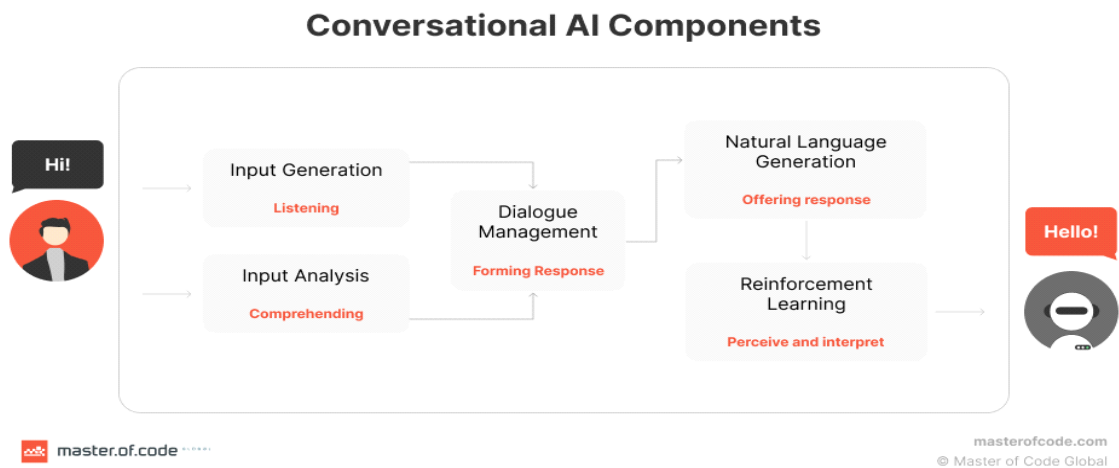 Conversational AI Components
Hi!
Input Generation
Listening
Input Analysis
Comprehending
Dialogue
Management
Forming Response
Natural Language
Generation
Offering response
Reinforcement
Learning
Perceive and interpret
Hello!
master.of.code GLOBAL
masterofcode.com
© Master of Code Global